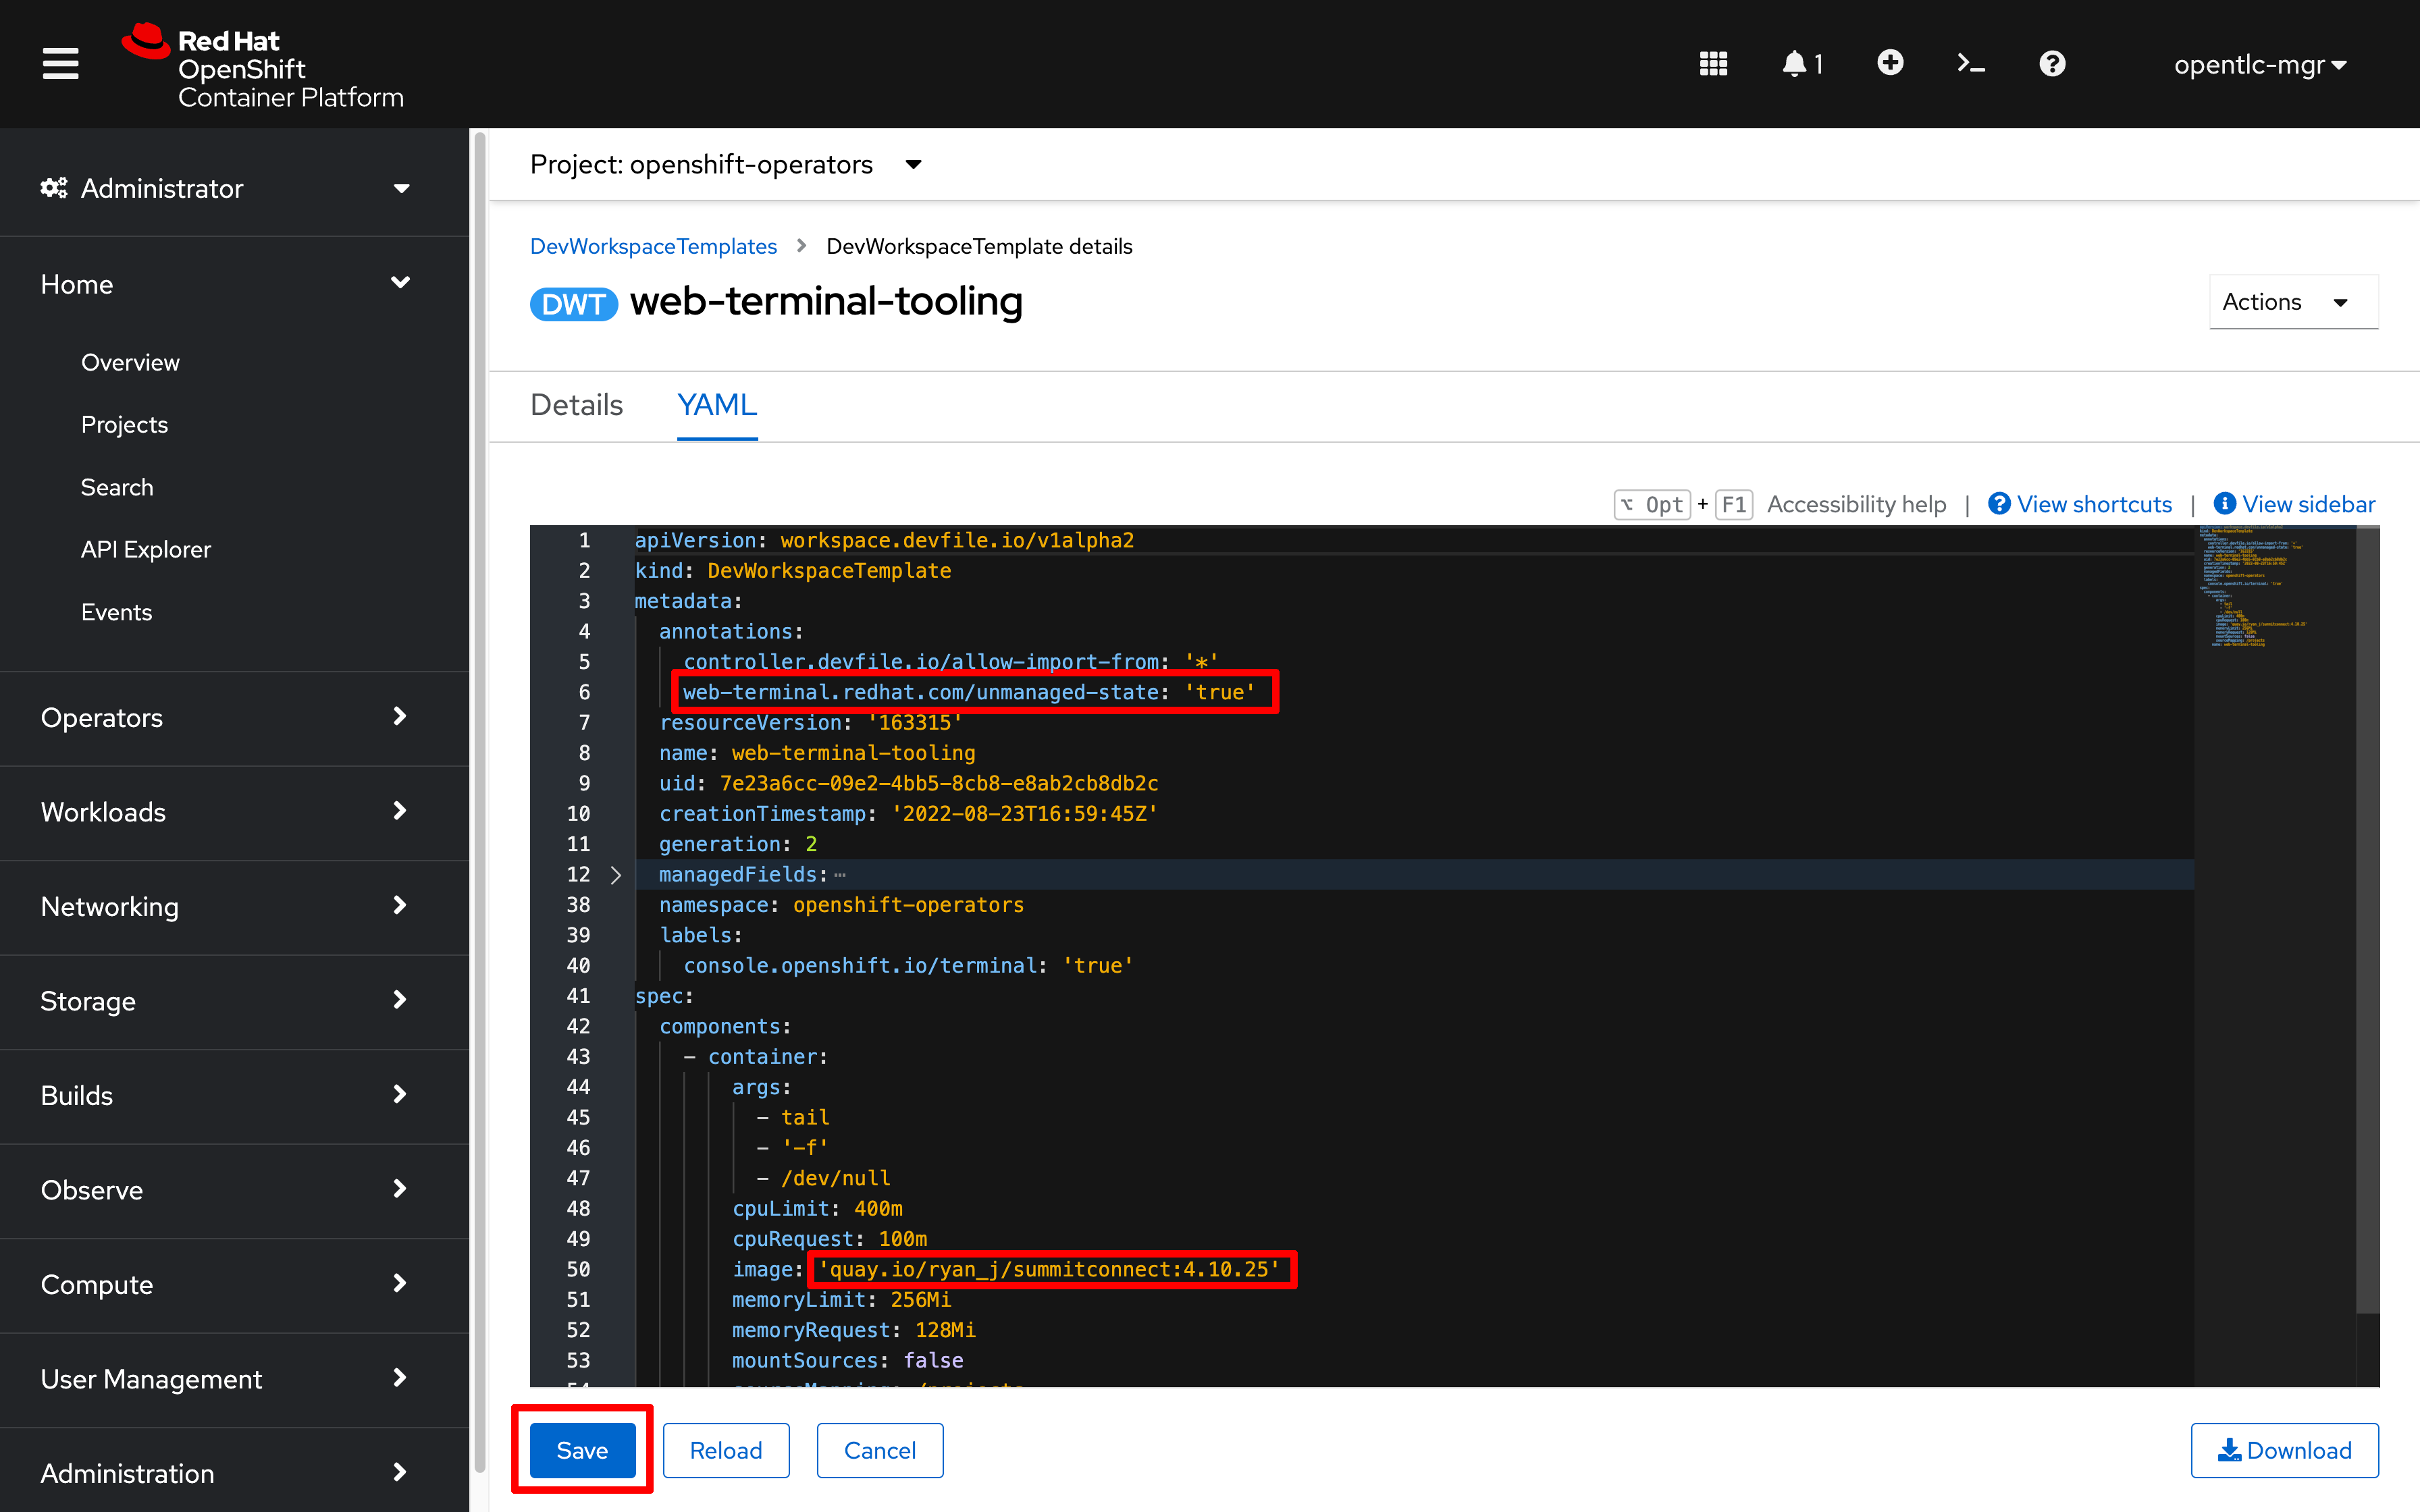 Red Hat
OpenShift
Container Platform
1
opentlc-mgr
Administrator
Home
Overview
Projects
Search
API Explorer
Events
Operators
Workloads
Networking
Storage
Builds
Observe
Compute
User Management
Administration
Project: openshift-operators
DevWorkspaceTemplates > DevWorkspaceTemplate details
DWT web-terminal-tooling
Actions
Details YAML
⌥ Opt + F1 Accessibility help | View shortcuts | View sidebar
1 apiVersion: workspace.devfile.io/v1alpha2
2 kind: DevWorkspaceTemplate
3 metadata:
4 annotations:
5 controller.devfile.io/allow-import-from: '*'
6 web-terminal.redhat.com/unmanaged-state: 'true'
7 resourceVersion: '163315'
8 name: web-terminal-tooling
9 uid: 7e23a6cc-09e2-4bb5-8cb8-e8ab2cb8db2c
10 creationTimestamp: '2022-08-23T16:59:45Z'
11 generation: 2
12 managedFields:⋯
38 namespace: openshift-operators
39 labels:
40 console.openshift.io/terminal: 'true'
41 spec:
42 components:
43 - container:
44 args:
45 - tail
46 - '-f'
47 - /dev/null
48 cpuLimit: 400m
49 cpuRequest: 100m
50 image: 'quay.io/ryan_j/summitconnect:4.10.25'
51 memoryLimit: 256Mi
52 memoryRequest: 128Mi
53 mountSources: false
Save Reload Cancel Download